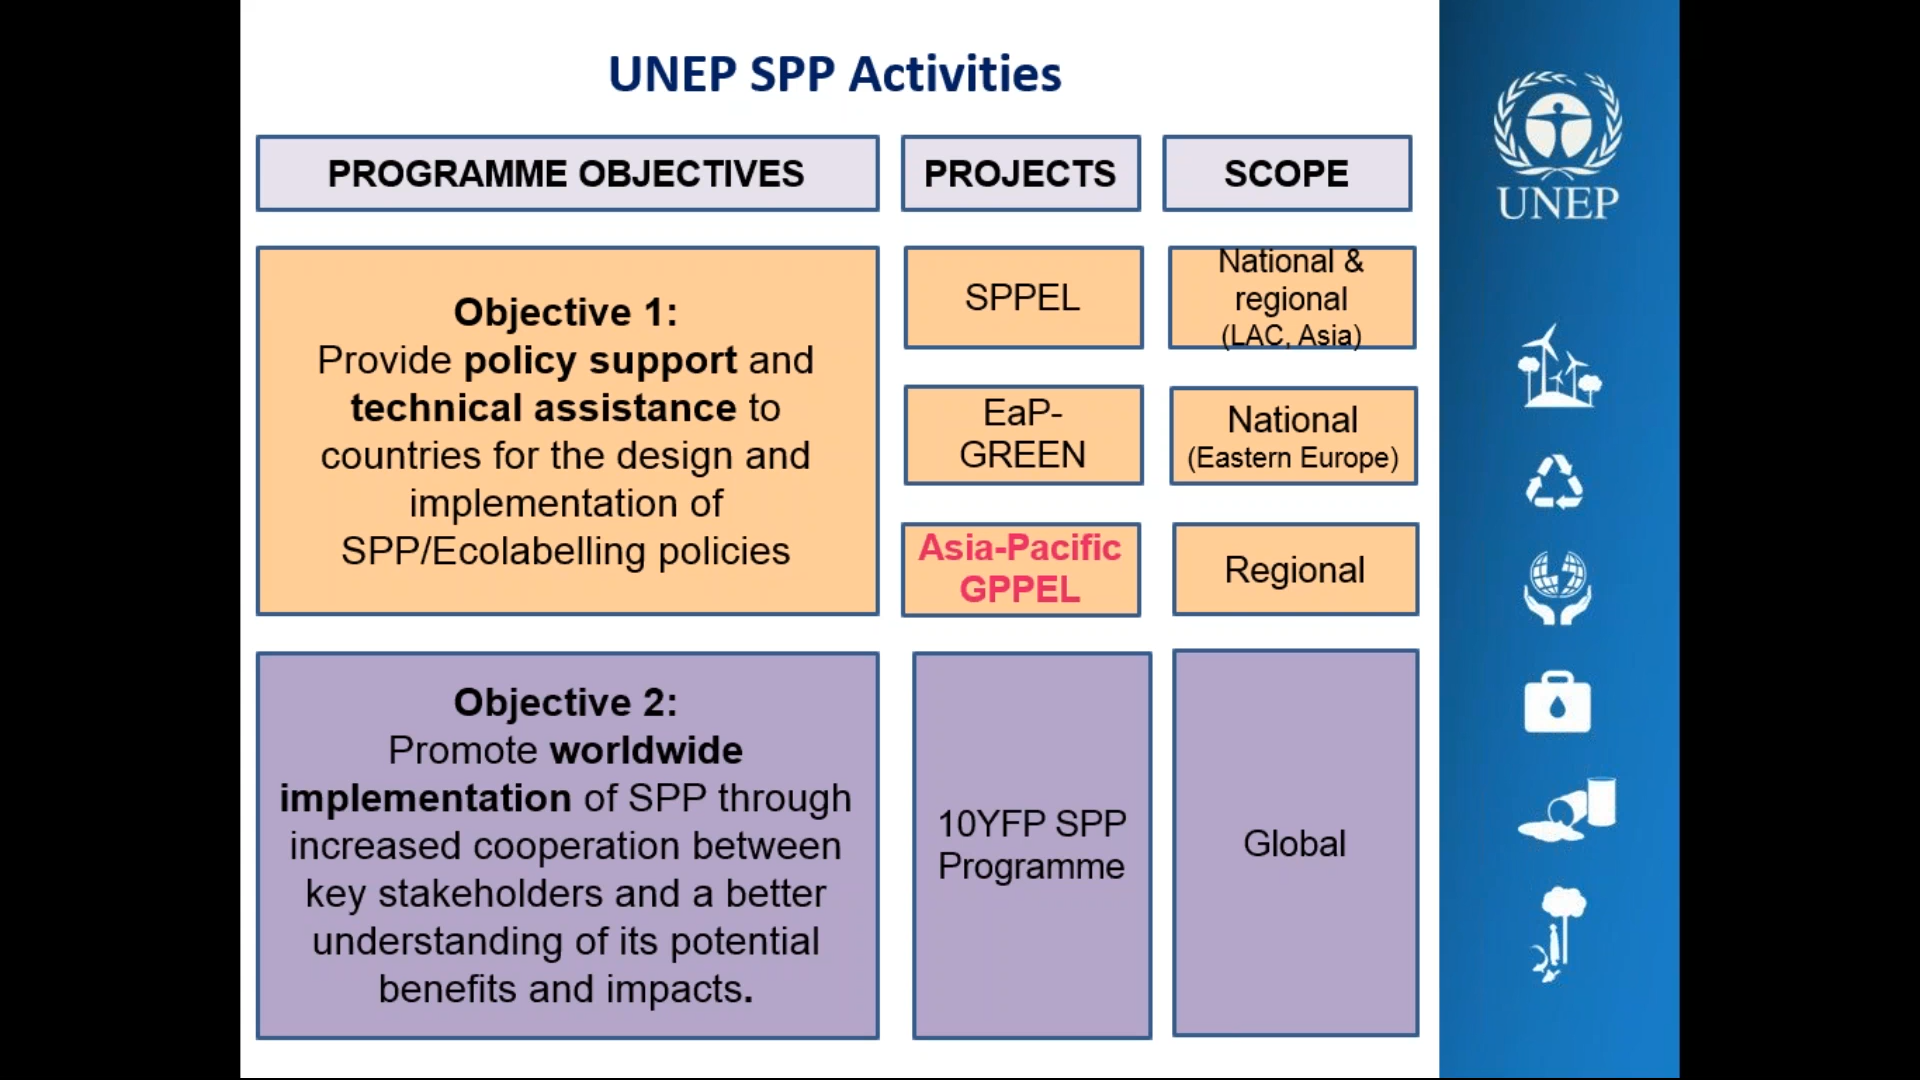 UNEP SPP Activities
PROGRAMME OBJECTIVES
PROJECTS
SCOPE
Objective 1:
Provide policy support and
technical assistance to
countries for the design and
implementation of
SPP/Ecolabelling policies
SPPEL
National &
regional
(LAC, Asia)
EaP-
GREEN
National
(Eastern Europe)
Asia-Pacific
GPPEL
Regional
Objective 2:
Promote worldwide
implementation of SPP through
increased cooperation between
key stakeholders and a better
understanding of its potential
benefits and impacts.
10YFP SPP
Programme
Global
UNEP